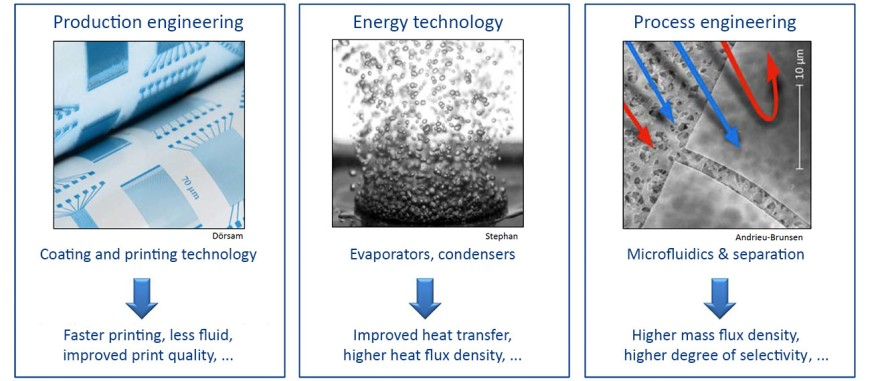 Production engineering
70 µm
Dörsam
Coating and printing technology
Faster printing, less fluid,
improved print quality, ...
Energy technology
Stephan
Evaporators, condensers
Improved heat transfer,
higher heat flux density, ...
Process engineering
10 µm
Andrieu-Brunsen
Microfluidics & separation
Higher mass flux density,
higher degree of selectivity, ...